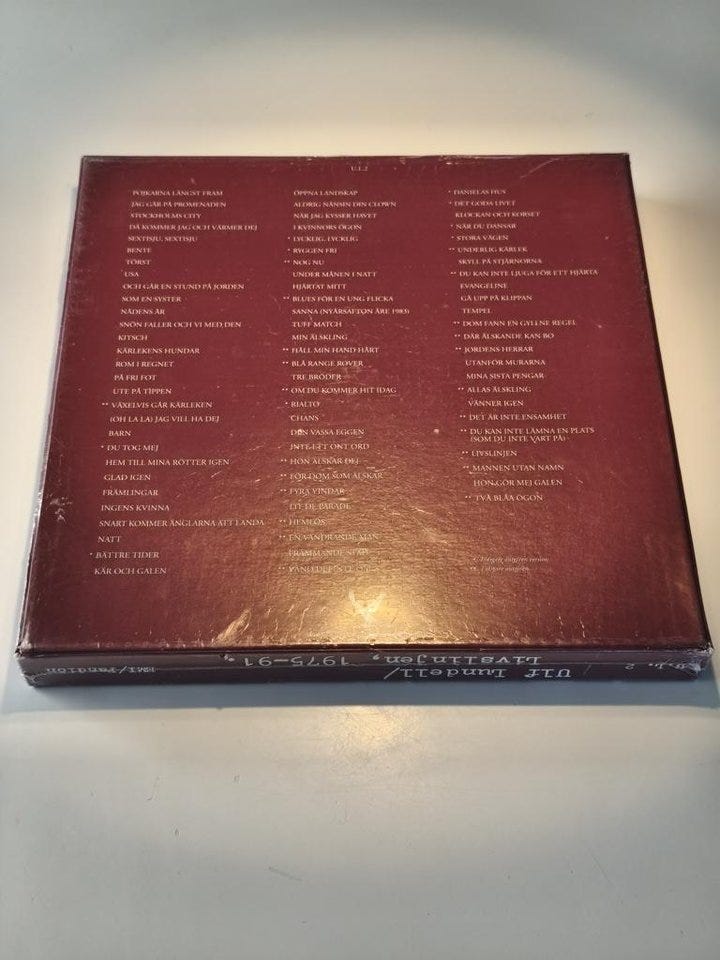 U.L.2
POJKARNA LÄNGST FRAM
JAG GÅR PÅ PROMENADEN
STOCKHOLMS CITY
DÅ KOMMER JAG OCH VÄRMER DEJ
SEXTISJU, SEXTISJU
BENTE
TÖRST
USA
OCH GÅR EN STUND PÅ JORDEN
SOM EN SYSTER
NÅDENS ÅR
SNÖN FALLER OCH VI MED DEN
KITSCH
KÄRLEKENS HUNDAR
ROM I REGNET
PÅ FRI FOT
UTE PÅ TIPPEN
** VÄXELVIS GÅR KÄRLEKEN
(OH LA LA) JAG VILL HA DEJ
BARN
* DU TOG MEJ
HEM TILL MINA RÖTTER IGEN
GLAD IGEN
FRÄMLINGAR
INGENS KVINNA
SNART KOMMER ÄNGLARNA ATT LANDA
NATT
* BÄTTRE TIDER
KÄR OCH GALEN
ÖPPNA LANDSKAP
ALDRIG NÅNSIN DIN CLOWN
NÄR JAG KYSSER HAVET
I KVINNORS ÖGON
* LYCKLIG, LYCKLIG
* RYGGEN FRI
** NOG NU
UNDER MÅNEN I NATT
HJÄRTAT MITT
** BLUES FÖR EN UNG FLICKA
SANNA (NYÅRSAFTON ÅRE 1983)
TUFF MATCH
MIN ÄLSKLING
** HÅLL MIN HAND HÅRT
** BLÅ RANGE ROVER
TRE BRÖDER
** OM DU KOMMER HIT IDAG
* RIALTO
CHANS
DEN VASSA EGGEN
INTE ETT ONT ORD
** HON ÄLSKAR DEJ
** FÖR DOM SOM ÄLSKAR
** FYRA VINDAR
LIT DE PARADE
** HEMLÖS
** EN VANDRANDE MAN
FRÄMMANDE STAD
* DANIELAS HUS
* DET GODA LIVET
KLOCKAN OCH KORSET
* NÄR DU DANSAR
* STORA VÄGEN
** UNDERLIG KÄRLEK
SKYLL PÅ STJÄRNORNA
** DU KAN INTE LJUGA FÖR ETT HJÄRTA
EVANGELINE
GÅ UPP PÅ KLIPPAN
TEMPEL
** DOM FANN EN GYLLNE REGEL
** DÄR ÄLSKANDE KAN BO
** JORDENS HERRAR
UTANFÖR MURARNA
MINA SISTA PENGAR
** ALLAS ÄLSKLING
VÄNNER IGEN
** DET ÄR INTE ENSAMHET
** DU KAN INTE LÄMNA EN PLATS
(SOM DU INTE VART PÅ)
** LIVSLINJEN
** MANNEN UTAN NAMN
HON GÖR MEJ GALEN
** TVÅ BLÅA ÖGON
Ulf Lundell/
Livslinjen, 1975-91,
U.L. 2
EMI/Pandion